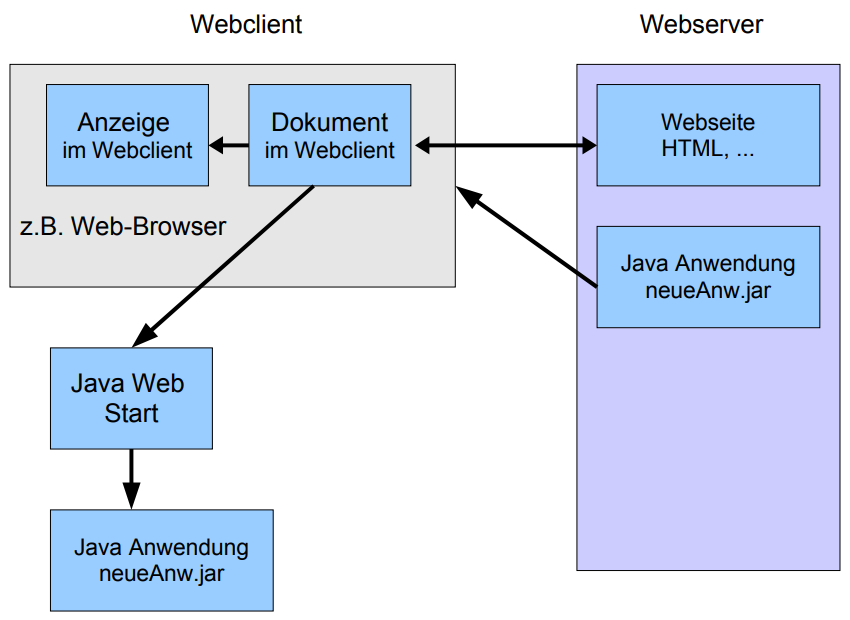 Webclient
Webserver
Anzeige
im Webclient
Dokument
im Webclient
Webseite
HTML, ...
z.B. Web-Browser
Java Anwendung
neueAnw.jar
Java Web
Start
Java Anwendung
neueAnw.jar